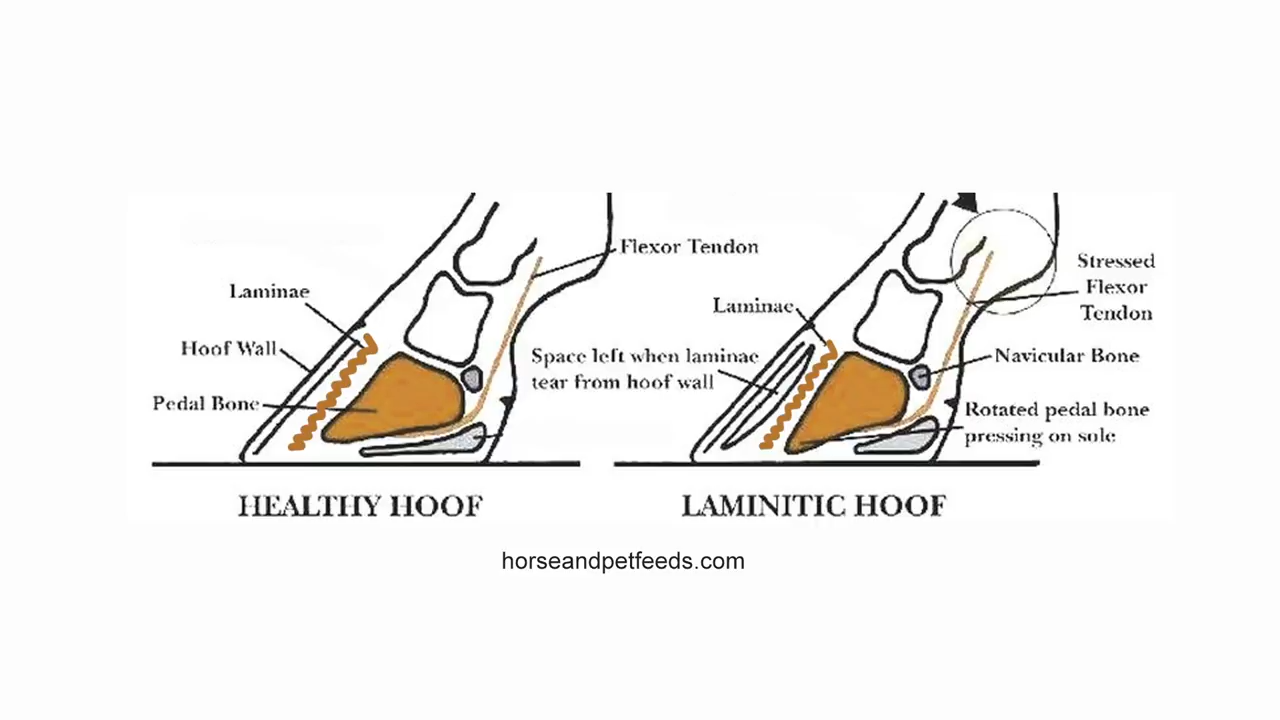 Flexor Tendon
Laminae
Hoof Wall
Pedal Bone
HEALTHY HOOF
Stressed
Flexor
Tendon
Laminae
Space left when laminae
tear from hoof wall
Navicular Bone
Rotated pedal bone
pressing on sole
LAMINITIC HOOF
horseandpetfeeds.com